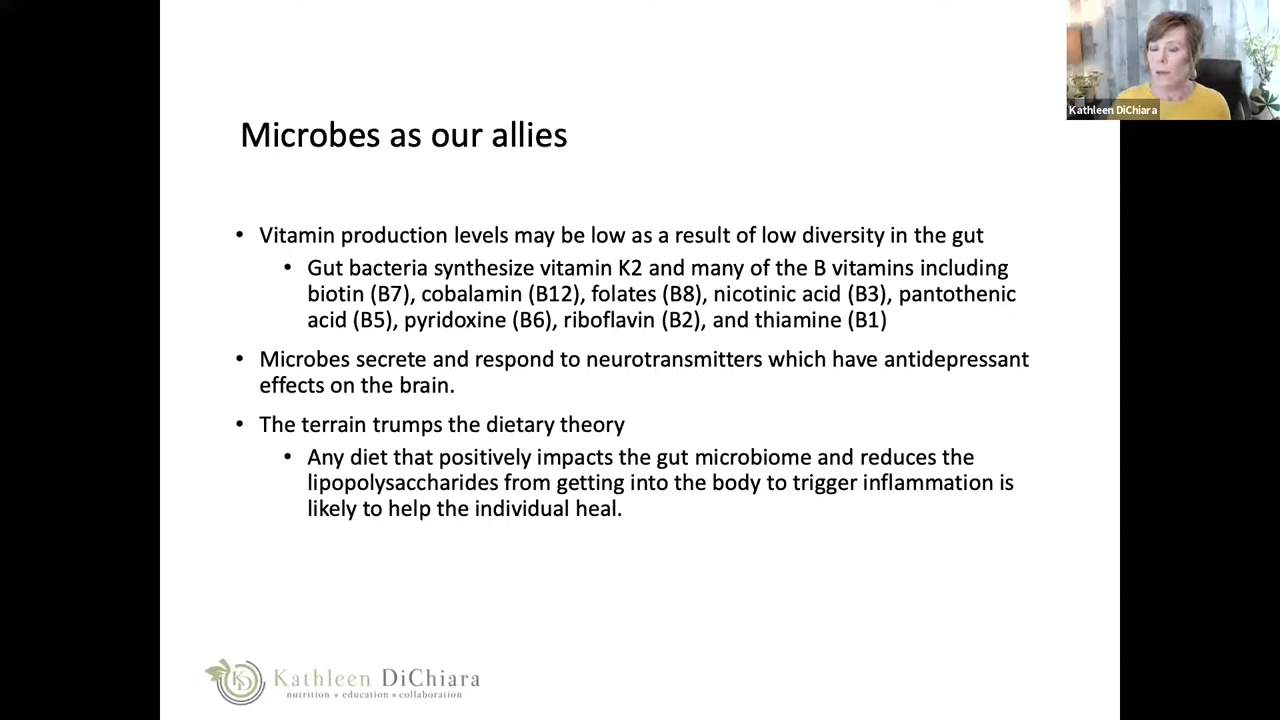 Kathleen DiChiara
Microbes as our allies
• Vitamin production levels may be low as a result of low diversity in the gut
• Gut bacteria synthesize vitamin K2 and many of the B vitamins including
biotin (B7), cobalamin (B12), folates (B8), nicotinic acid (B3), pantothenic
acid (B5), pyridoxine (B6), riboflavin (B2), and thiamine (B1)
• Microbes secrete and respond to neurotransmitters which have antidepressant
effects on the brain.
• The terrain trumps the dietary theory
• Any diet that positively impacts the gut microbiome and reduces the
lipopolysaccharides from getting into the body to trigger inflammation is
likely to help the individual heal.
KD
Kathleen DiChiara
nutrition • education • collaboration